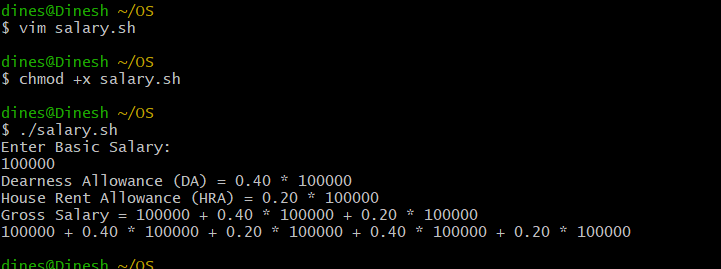 dines@Dinesh ~/OS
$ vim salary.sh
dines@Dinesh ~/OS
$ chmod +x salary.sh
dines@Dinesh ~/OS
$ ./salary.sh
Enter Basic Salary:
100000
Dearness Allowance (DA) = 0.40 * 100000
House Rent Allowance (HRA) = 0.20 * 100000
Gross Salary = 100000 + 0.40 * 100000 + 0.20 * 100000
100000 + 0.40 * 100000 + 0.20 * 100000 + 0.40 * 100000 + 0.20 * 100000
dines@Dinesh ~/OS